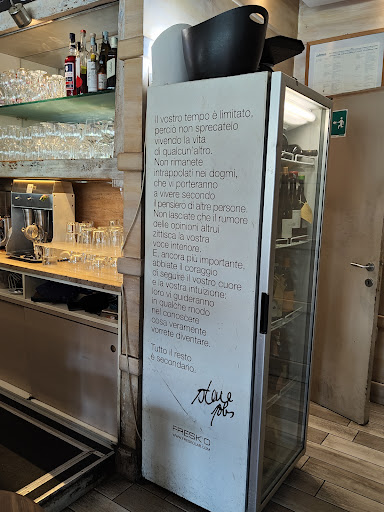 Il vostro tempo è limitato,
perciò non sprecatelo
vivendo la vita
di qualcun'altro.
Non rimanete
intrappolati nei dogmi,
che vi porteranno
a vivere secondo
il pensiero di altre persone.
Non lasciate che il rumore
delle opinioni altrui
zittisca la vostra
voce interiore.
E, ancora più importante,
abbiate il coraggio
di seguire il vostro cuore
e la vostra intuizione:
loro vi guideranno
in qualche modo
nel conoscere
cosa veramente
vorrete diventare.
Tutto il resto
è secondario.
steve
jobs
FRESKO